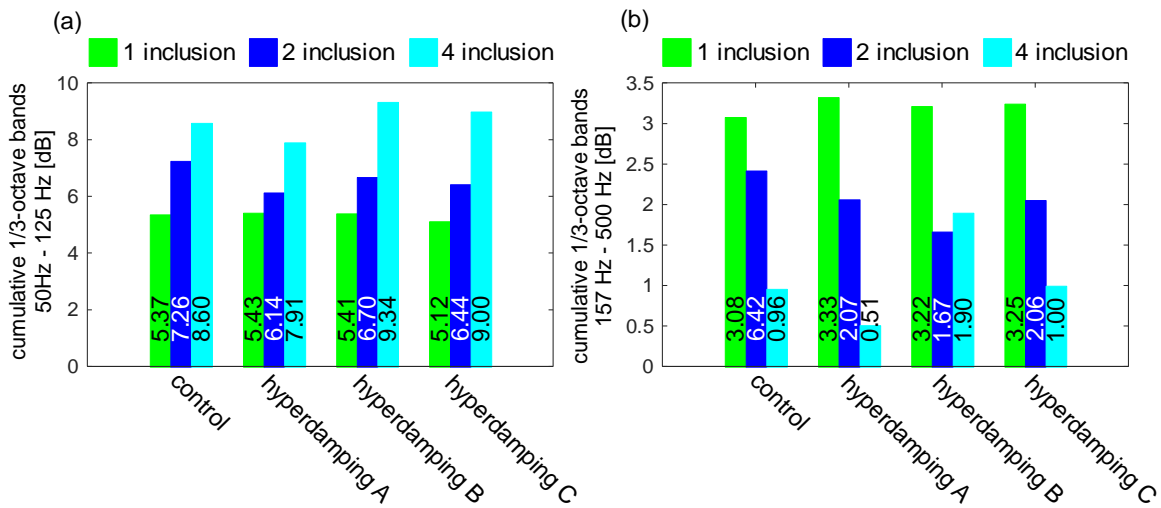 (a)
1 inclusion 2 inclusion 4 inclusion
cumulative 1/3-octave bands
50Hz - 125 Hz [dB]
10
8
6
4
2
0
5.37 7.26 8.60 5.43 6.14 7.91 5.41 6.70 9.34 5.12 6.44 9.00
control hyperdamping A hyperdamping B hyperdamping C
(b)
1 inclusion 2 inclusion 4 inclusion
cumulative 1/3-octave bands
157 Hz - 500 Hz [dB]
3.5
3
2.5
2
1.5
1
0.5
0
3.08 6.42 0.96 3.33 2.07 0.51 3.22 1.67 1.90 3.25 2.06 1.00
control hyperdamping A hyperdamping B hyperdamping C